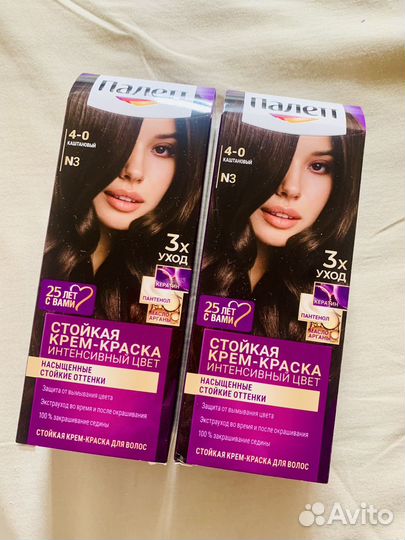 Палетт
4-0
КАШТАНОВЫЙ
N3
3х
УХОД
КЕРАТИН
ПАНТЕНОЛ
МАСЛО
АРГАНЫ
25 ЛЕТ
С ВАМИ
СТОЙКАЯ
КРЕМ-КРАСКА
ИНТЕНСИВНЫЙ ЦВЕТ
НАСЫЩЕННЫЕ
СТОЙКИЕ ОТТЕНКИ
Защита от вымывания цвета
Экстрауход во время и после окрашивания
100% закрашивание седины
СТОЙКАЯ КРЕМ-КРАСКА ДЛЯ ВОЛОС
Палетт
4-0
КАШТАНОВЫЙ
N3
3х
УХОД
КЕРАТИН
ПАНТЕНОЛ
МАСЛО
АРГАНЫ
25 ЛЕТ
С ВАМИ
СТОЙКАЯ
КРЕМ-КРАСКА
ИНТЕНСИВНЫЙ ЦВЕТ
НАСЫЩЕННЫЕ
СТОЙКИЕ ОТТЕНКИ
Защита от вымывания цвета
Экстрауход во время и после окрашивания
100% закрашивание седины
СТОЙКАЯ КРЕМ-КРАСКА ДЛЯ ВОЛОС
Avito